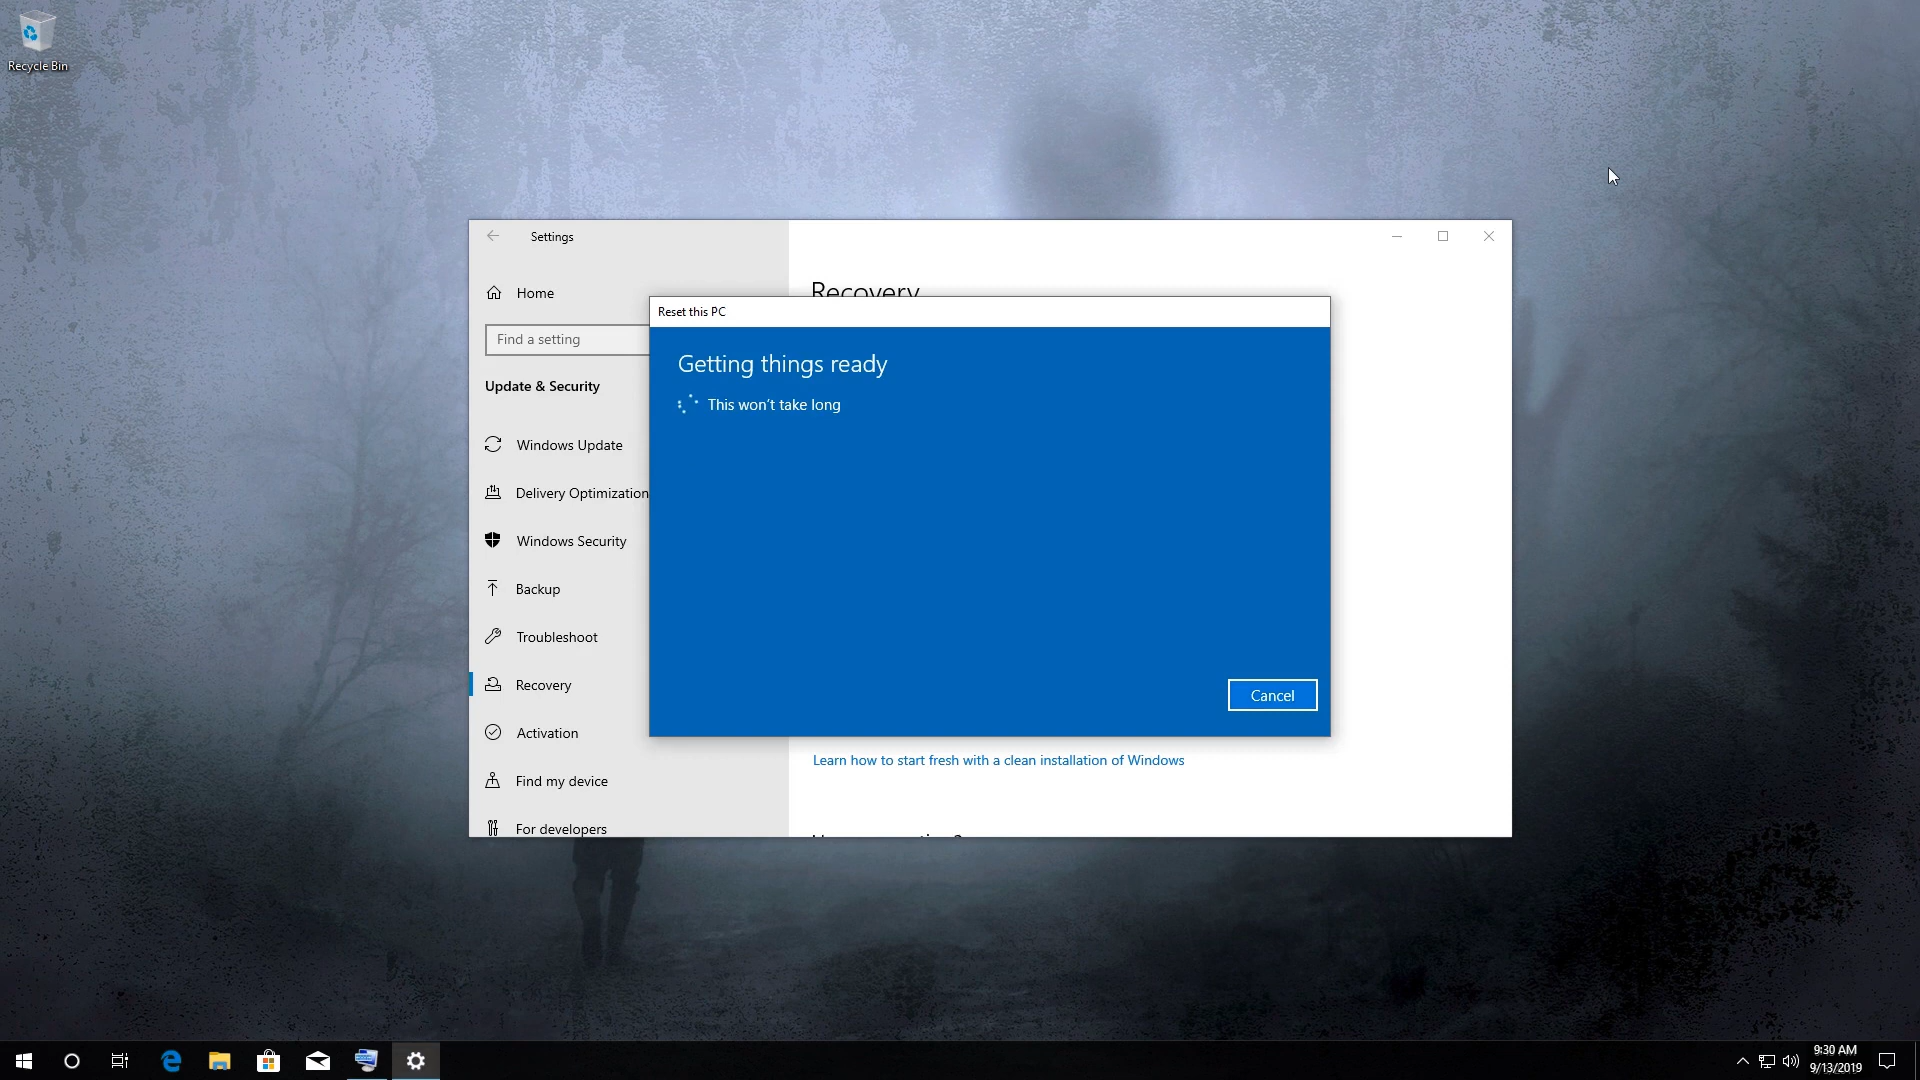 Recycle Bin
Settings
Home
Recovery
Reset this PC
Find a setting
Getting things ready
Update & Security
This won't take long
Windows Update
Delivery Optimization
Windows Security
Backup
Troubleshoot
Recovery
Cancel
Activation
Learn how to start fresh with a clean installation of Windows
Find my device
For developers
9:30 AM
9/13/2019